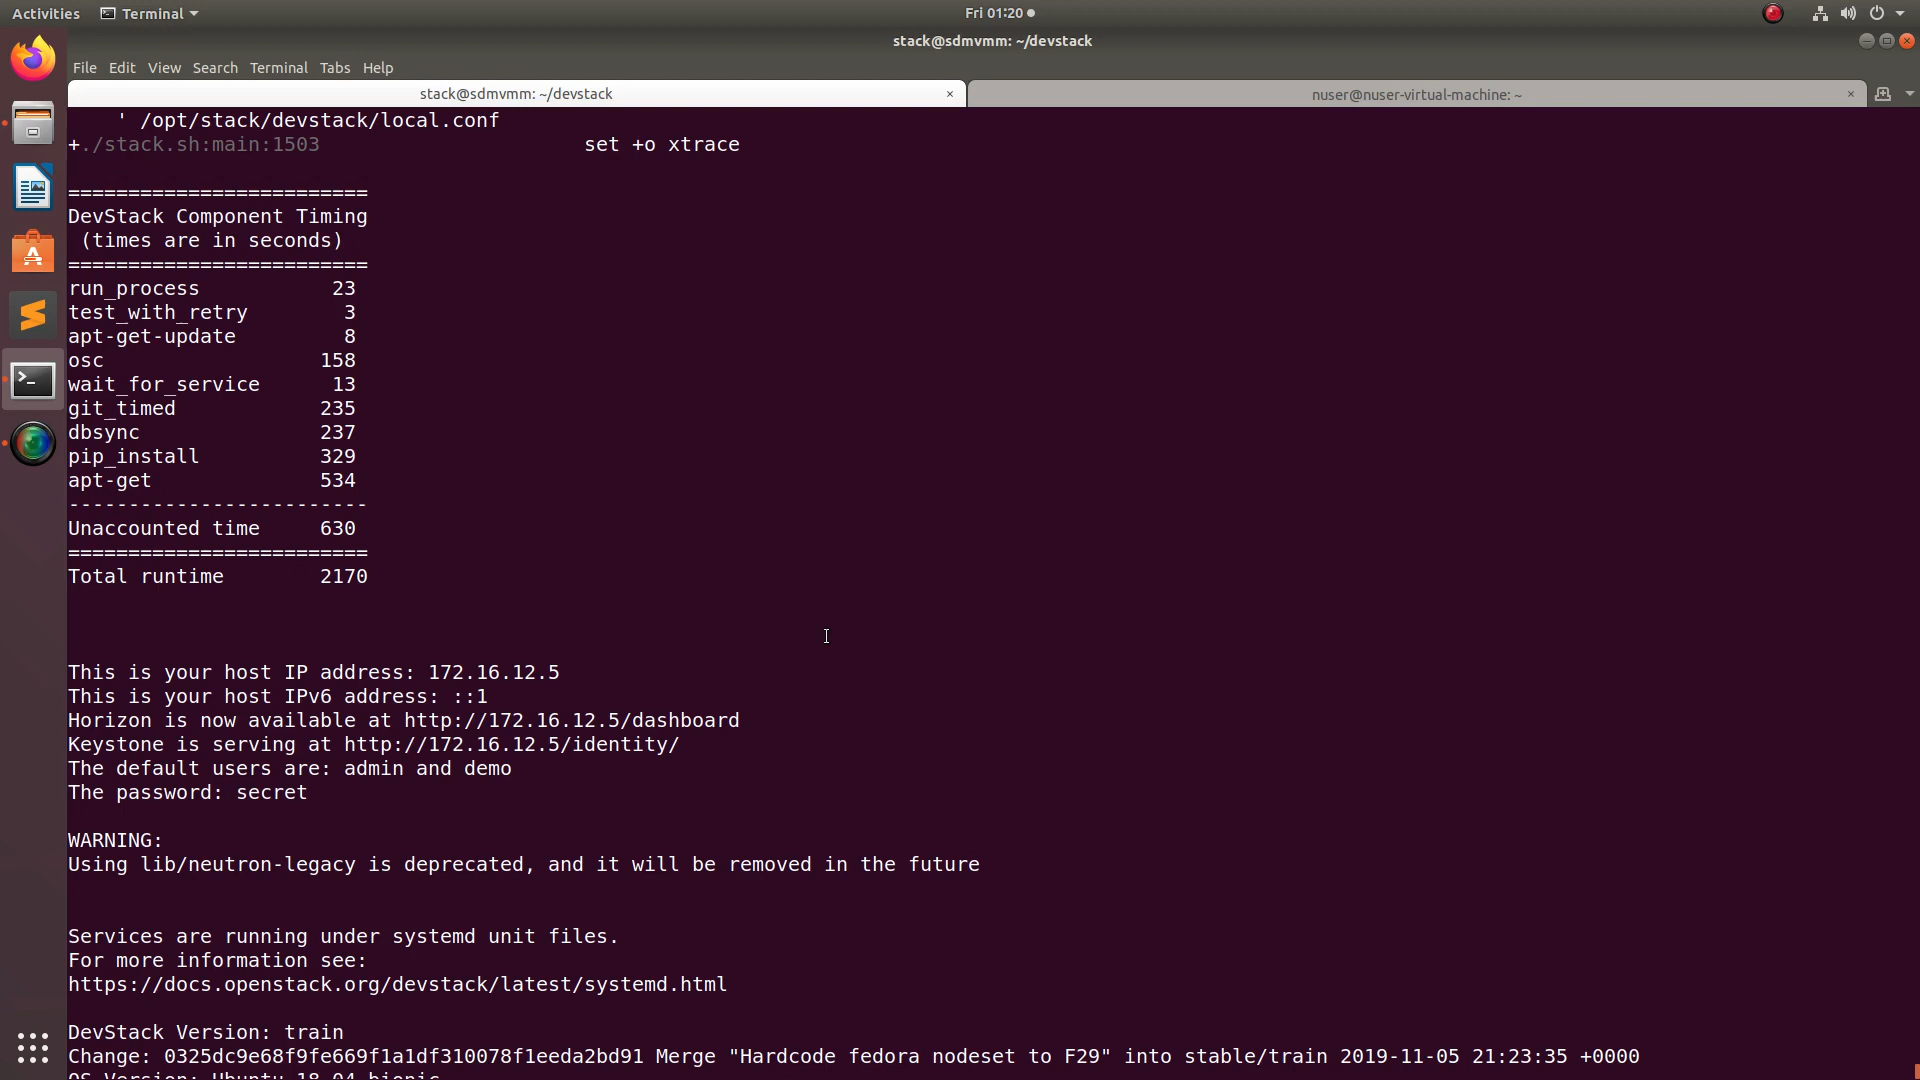 Activities
Terminal
Fri 01:20
stack@sdmvmm: ~/devstack
File Edit View Search Terminal Tabs Help
stack@sdmvmm: ~/devstack × nuser@nuser-virtual-machine: ~ ×
' /opt/stack/devstack/local.conf
+./stack.sh:main:1503 set +o xtrace
=========================
DevStack Component Timing
(times are in seconds)
=========================
run_process 23
test_with_retry 3
apt-get-update 8
osc 158
wait_for_service 13
git_timed 235
dbsync 237
pip_install 329
apt-get 534
-------------------------
Unaccounted time 630
=========================
Total runtime 2170
This is your host IP address: 172.16.12.5
This is your host IPv6 address: ::1
Horizon is now available at http://172.16.12.5/dashboard
Keystone is serving at http://172.16.12.5/identity/
The default users are: admin and demo
The password: secret
WARNING:
Using lib/neutron-legacy is deprecated, and it will be removed in the future
Services are running under systemd unit files.
For more information see:
https://docs.openstack.org/devstack/latest/systemd.html
DevStack Version: train
Change: 0325dc9e68f9fe669f1a1df310078f1eeda2bd91 Merge "Hardcode fedora nodeset to F29" into stable/train 2019-11-05 21:23:35 +0000
OS Version: Ubuntu 18.04 bionic